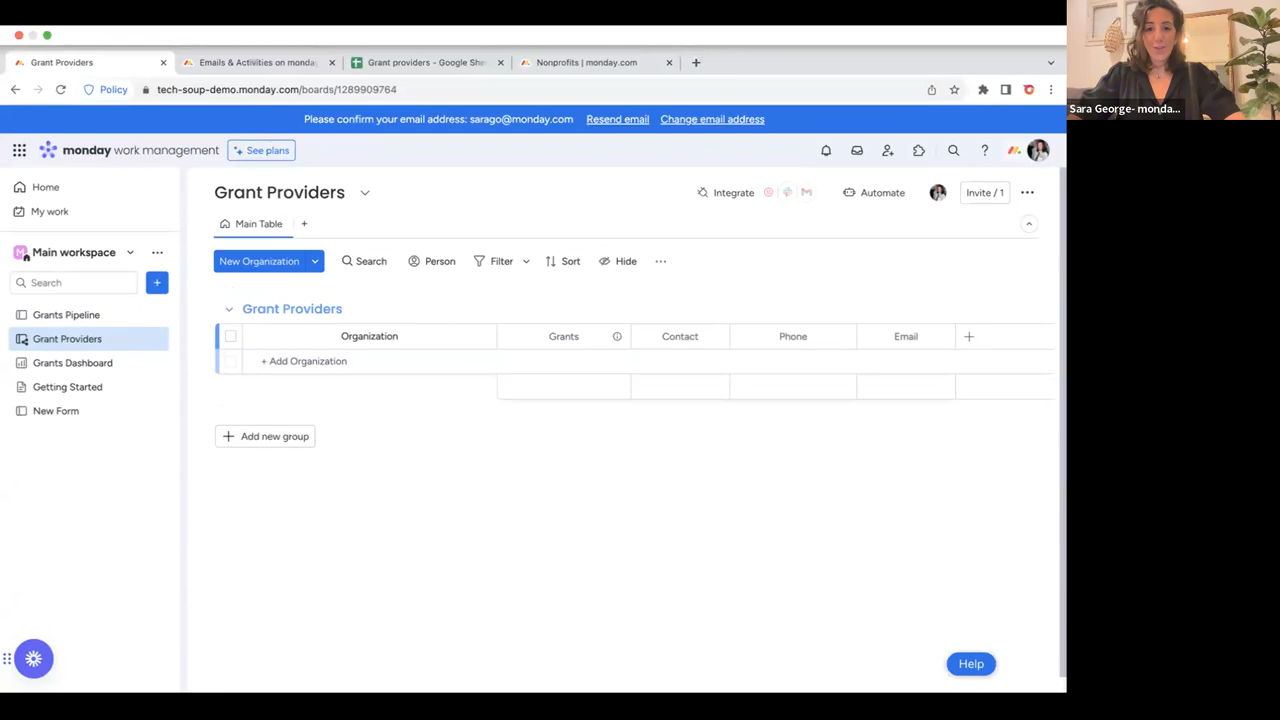 Grant Providers
Emails & Activities on monday
Grant providers - Google She
Nonprofits | monday.com
Policy
tech-soup-demo.monday.com/boards/1289909764
Sara George- monda...
Please confirm your email address: sarago@monday.com Resend email Change email address
monday work management
See plans
Home
My work
Main workspace
Search
Grants Pipeline
Grant Providers
Grants Dashboard
Getting Started
New Form
Grant Providers
Integrate
Automate
Invite / 1
Main Table
New Organization
Search
Person
Filter
Sort
Hide
Grant Providers
Organization Grants Contact Phone Email
+ Add Organization
Add new group
Help